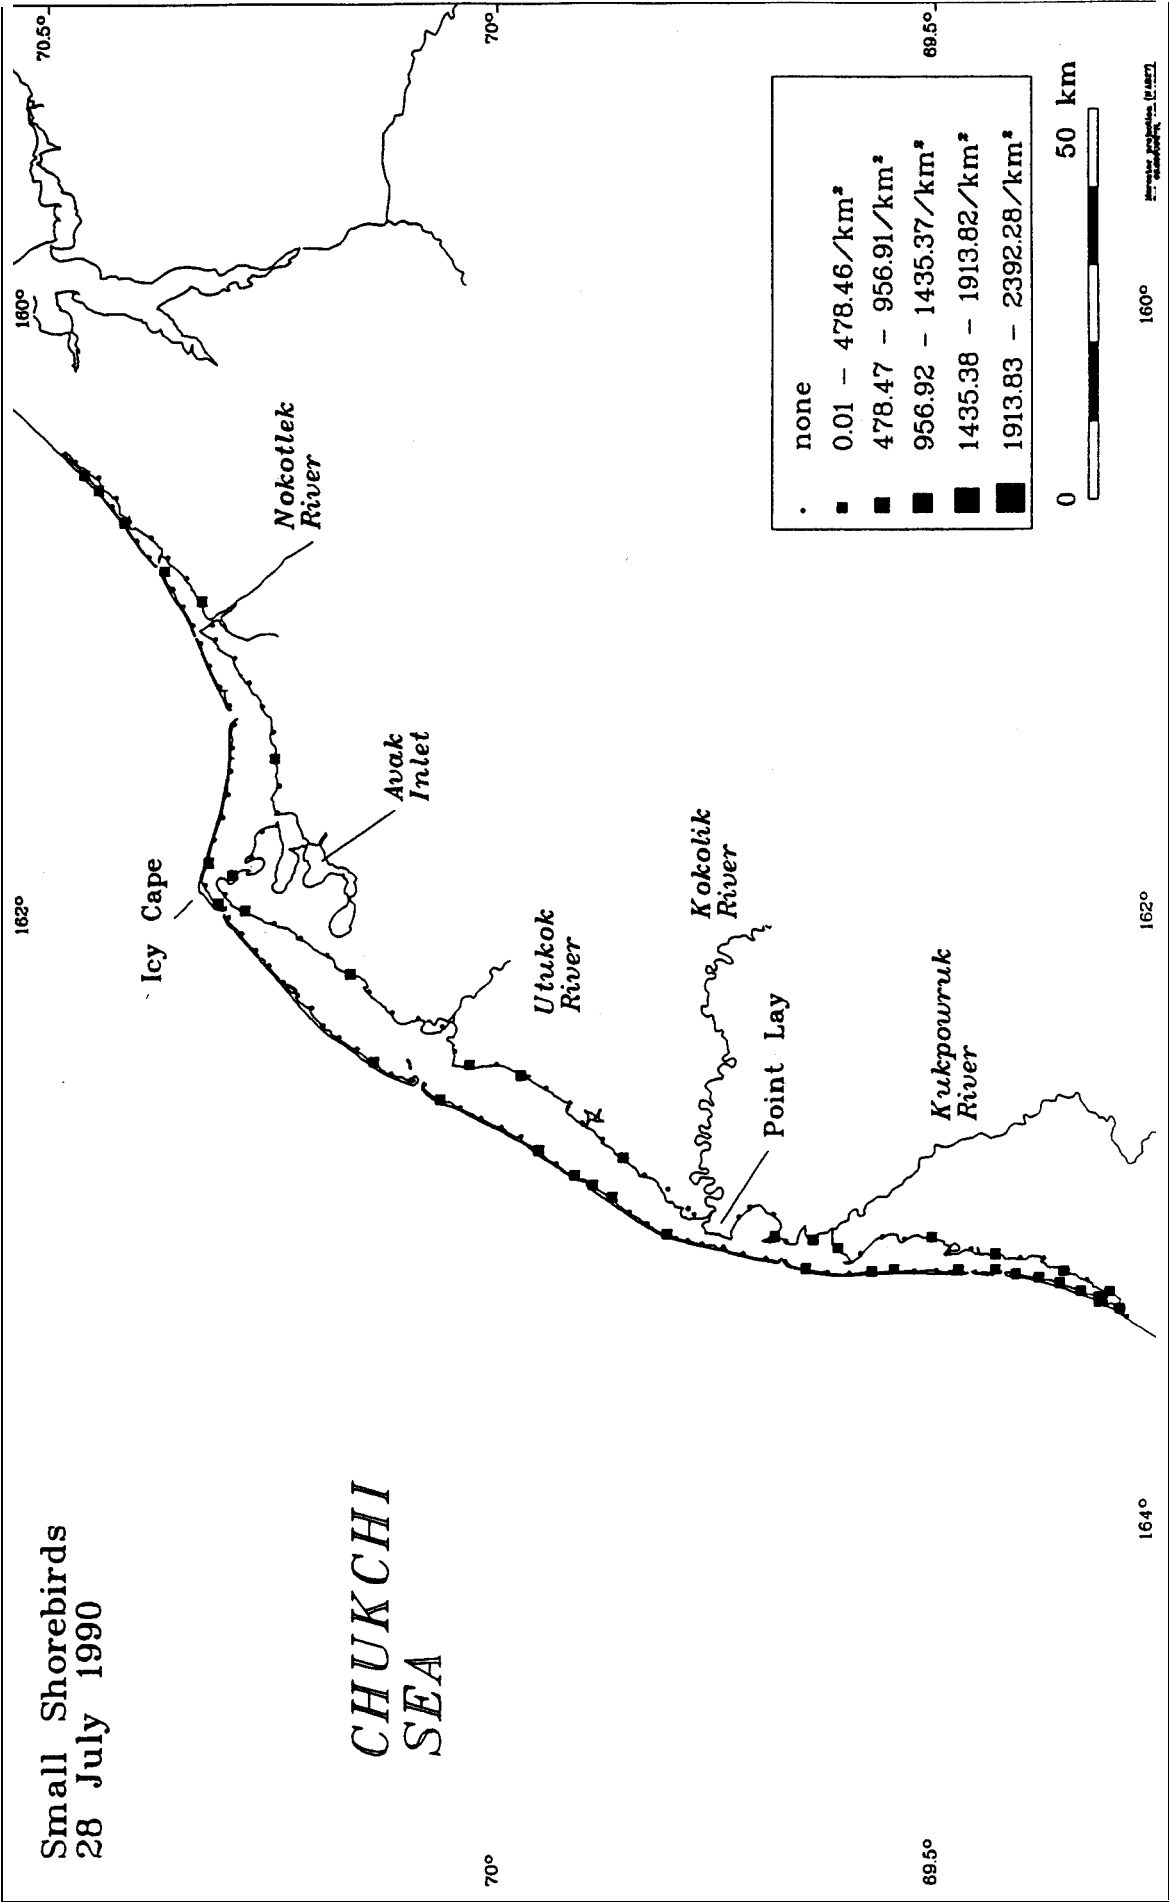 Small Shorebirds
28 July 1990
CHUKCHI
SEA
162°
160°
70.5°
Icy Cape
Nokotlek
River
Avak
Inlet
70°
70°
Utukok
River
Kokolik
River
Point Lay
Kukpowruk
River
69.5°
69.5°
none
0.01 - 478.46/km²
478.47 - 956.91/km²
956.92 - 1435.37/km²
1435.38 - 1913.82/km²
1913.83 - 2392.28/km²
0 50 km
164°
162°
160°
Mercator projection